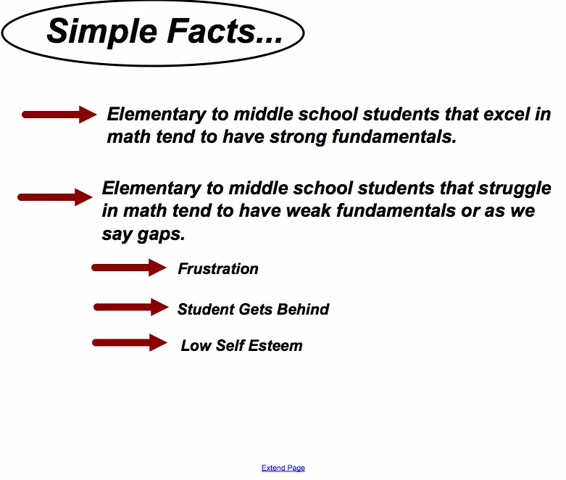 Simple Facts...
Elementary to middle school students that excel in
math tend to have strong fundamentals.
Elementary to middle school students that struggle
in math tend to have weak fundamentals or as we
say gaps.
Frustration
Student Gets Behind
Low Self Esteem
Extend Page